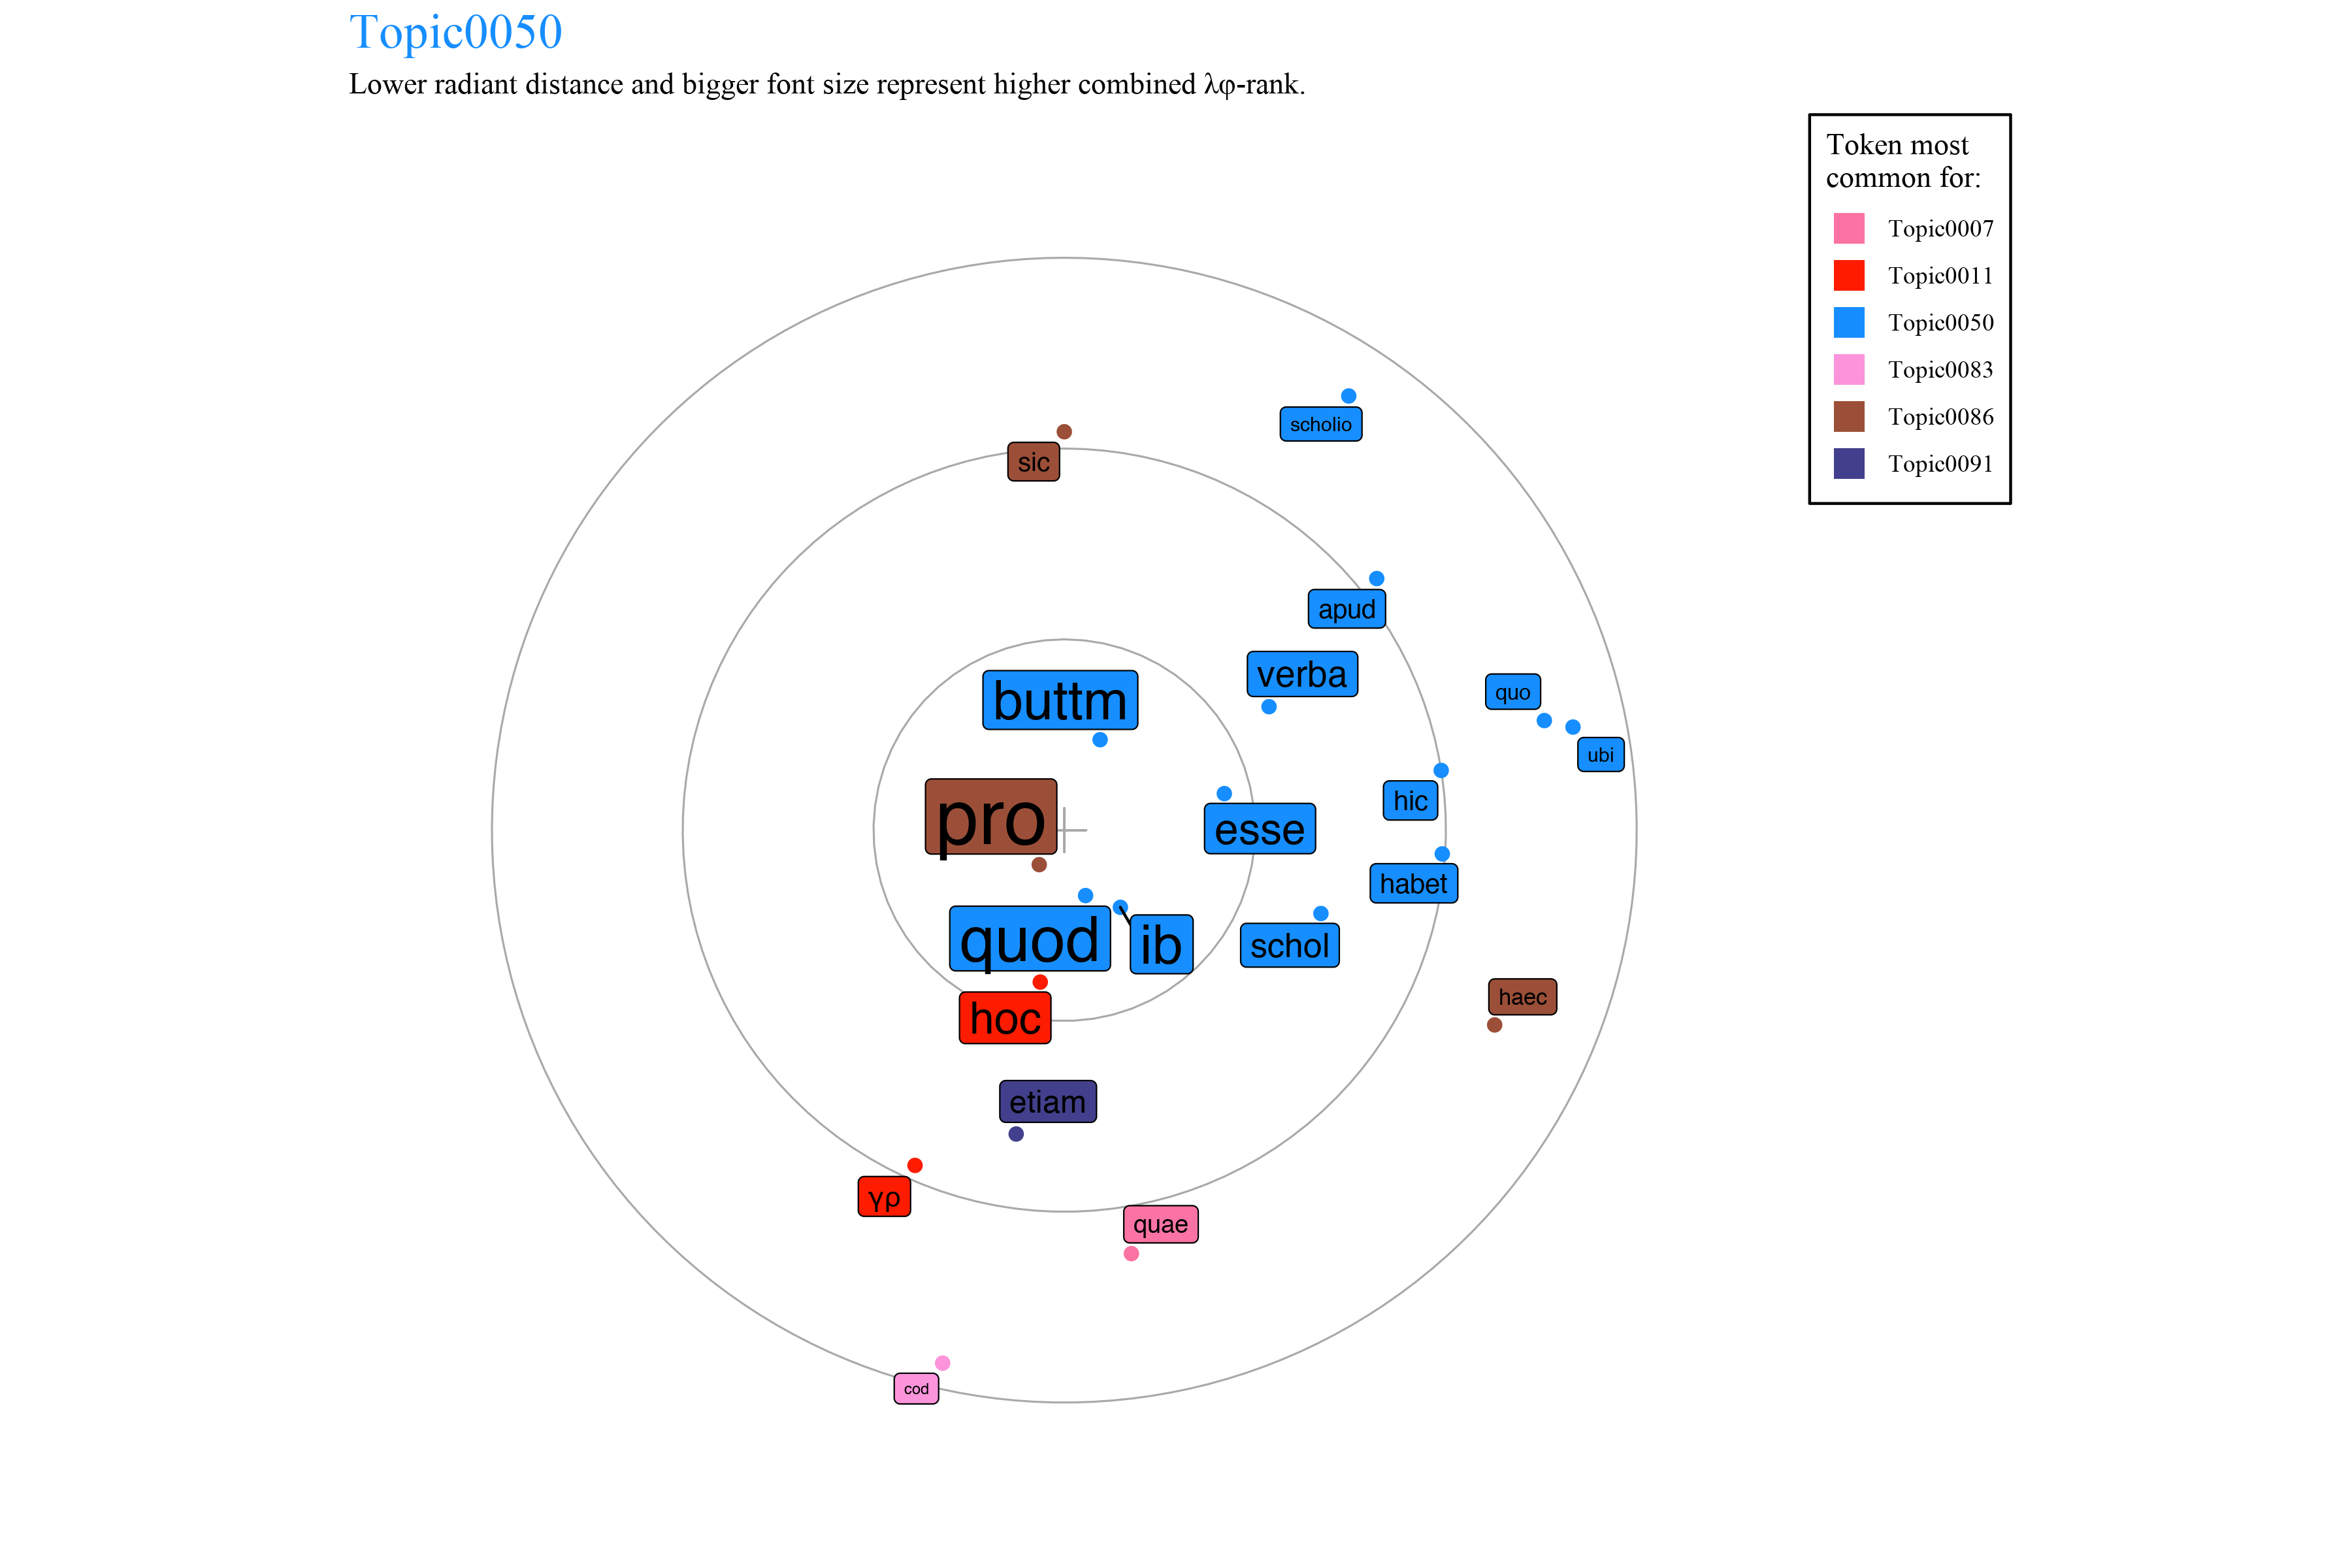 Topic0050
Lower radiant distance and bigger font size represent higher combined λφ-rank.
Token most
common for:
Topic0007
Topic0011
Topic0050
Topic0083
Topic0086
Topic0091
scholio
sic
apud
verba
buttm
quo
ubi
pro
hic
esse
habet
quod
ib
schol
hoc
haec
etiam
γρ
quae
cod